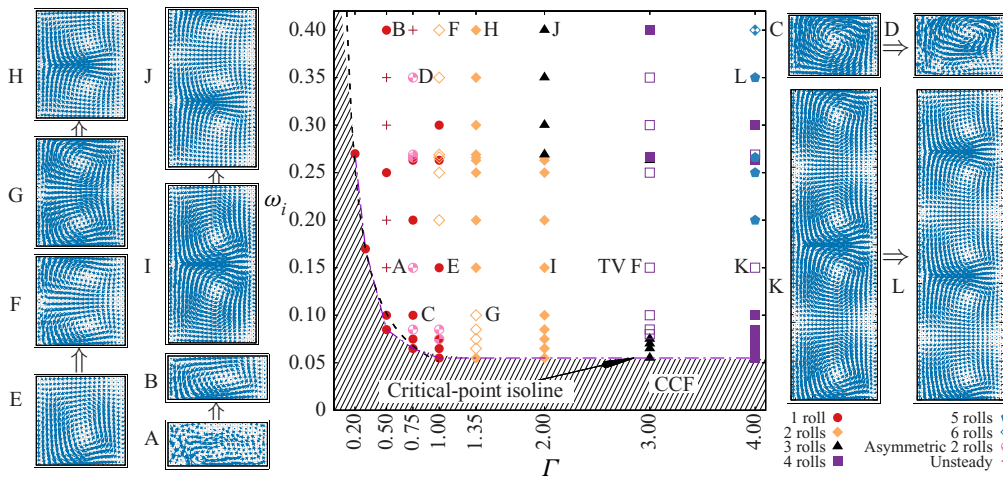 H
J
G
I
F
B
E
A
0.40
0.35
0.30
0.25
ω_i
0.20
0.15
0.10
0.05
0
B
F
H
J
D
L
A
E
I
TV F
K
C
G
Critical-point isoline
CCF
0.20
0.50
0.75
1.00
1.35
2.00
3.00
4.00
Γ
C
D
K
L
1 roll
2 rolls
3 rolls
4 rolls
5 rolls
6 rolls
Asymmetric 2 rolls
Unsteady